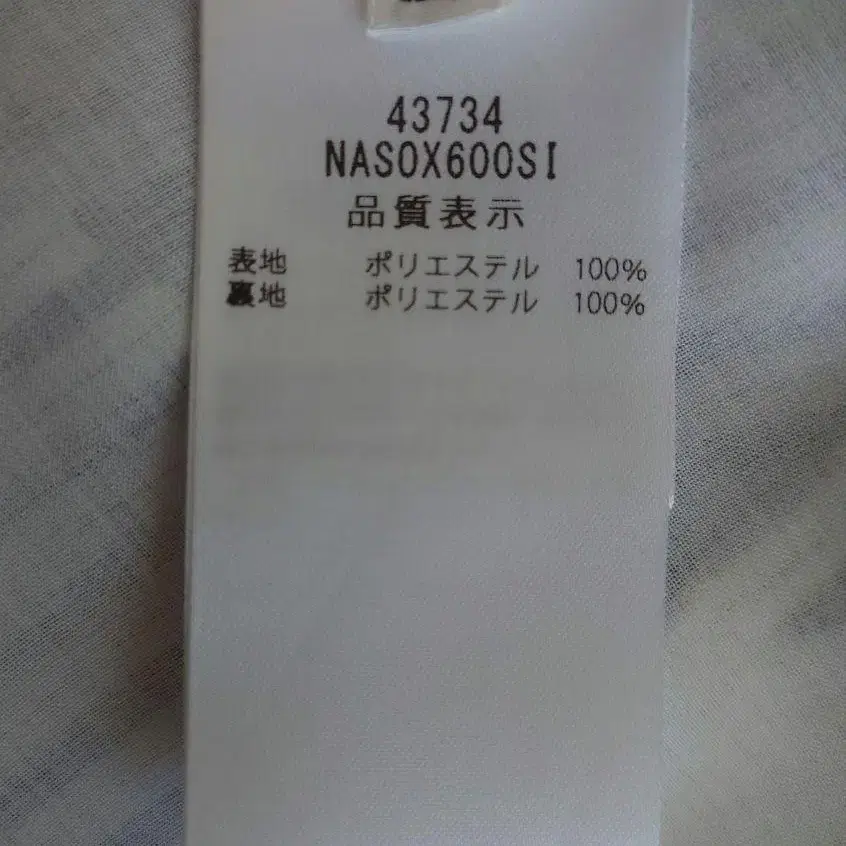 43734
NASOX600SI
品質表示
表地 ポリエステル 100%
裏地 ポリエステル 100%